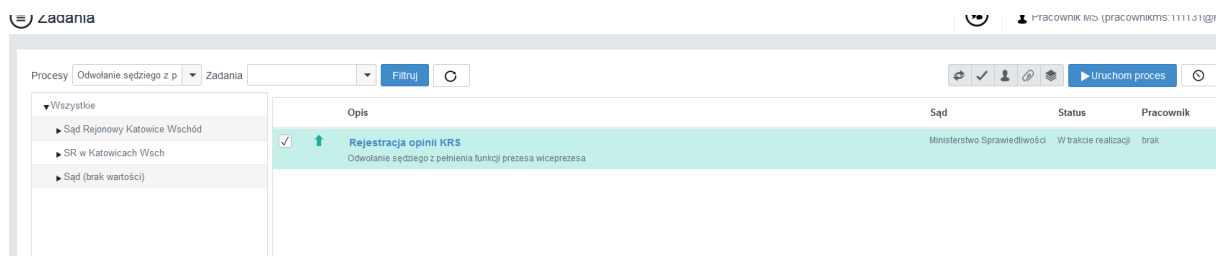 Zadania
Pracownik MS (pracownikms:111131@
Procesy Odwołanie sędziego z p Zadania Filtruj Uruchom proces
Wszystkie
Opis Sąd Status Pracownik
Sąd Rejonowy Katowice Wschód
Rejestracja opinii KRS Ministerstwo Sprawiedliwości W trakcie realizacji brak
SR w Katowicach Wsch
Odwołanie sędziego z pełnienia funkcji prezesa wiceprezesa
Sąd (brak wartości)